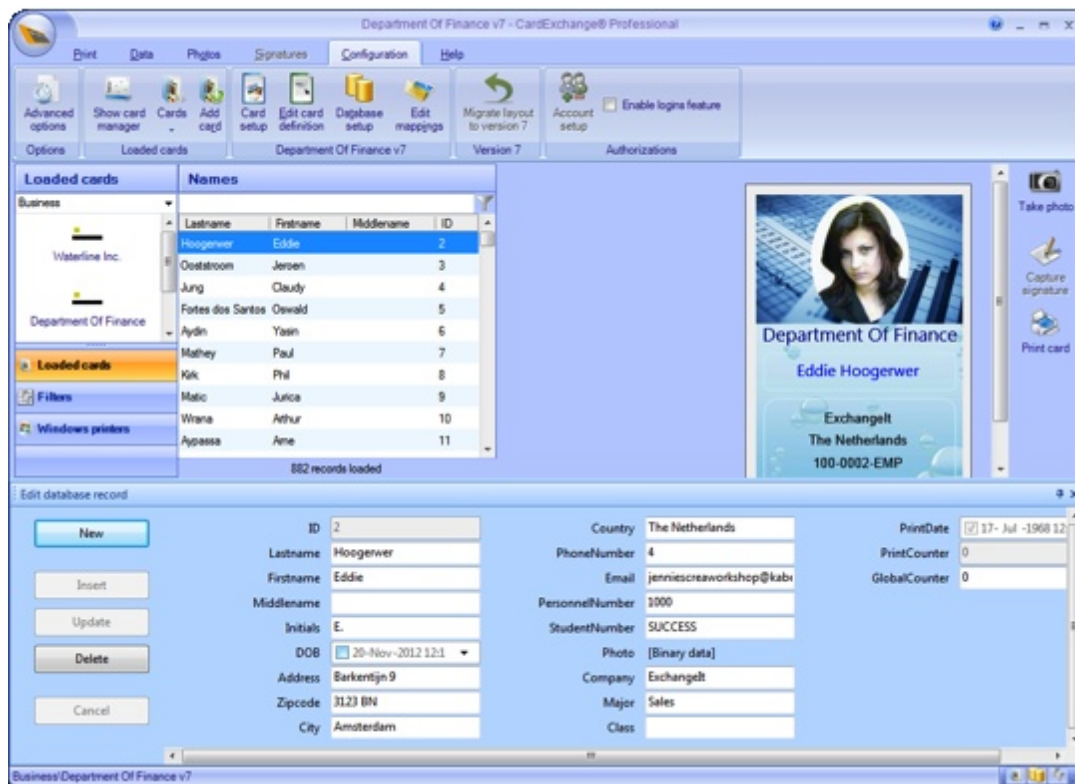 Department Of Finance v7 - CardExchange® Professional
Print Data Photos Signatures Configuration Help
Advanced options
Show card manager
Cards
Add card
Card setup
Edit card definition
Database setup
Edit mappings
Migrate layout to version 7
Account setup
Enable logins feature
Options Loaded cards Department Of Finance v7 Version 7 Authorizations
Loaded cards
Business
Waterline Inc.
Department Of Finance
Loaded cards
Filters
Windows printers
Names
Lastname Firstname Middlename ID
Hoogerwer Eddie 2
Ooststroom Jeroen 3
Jung Claudy 4
Fortes dos Santos Oswald 5
Aydin Yasin 6
Mathey Paul 7
Kirk Phil 8
Matic Jurica 9
Wrana Arthur 10
Aypassa Arne 11
882 records loaded
Department Of Finance
Eddie Hoogerwer
ExchangeIt
The Netherlands
100-0002-EMP
Take photo
Capture signature
Print card
Edit database record
New
Insert
Update
Delete
Cancel
ID 2
Lastname Hoogerwer
Firstname Eddie
Middlename
Initials E.
DOB 20-Nov-2012 12:1
Address Barkentijn 9
Zipcode 3123 BN
City Amsterdam
Country The Netherlands
PhoneNumber 4
Email jenniescreaworkshop@kab
PersonnelNumber 1000
StudentNumber SUCCESS
Photo [Binary data]
Company ExchangeIt
Major Sales
Class
PrintDate 17- Jul -1968 12:
PrintCounter 0
GlobalCounter 0
Business\Department Of Finance v7